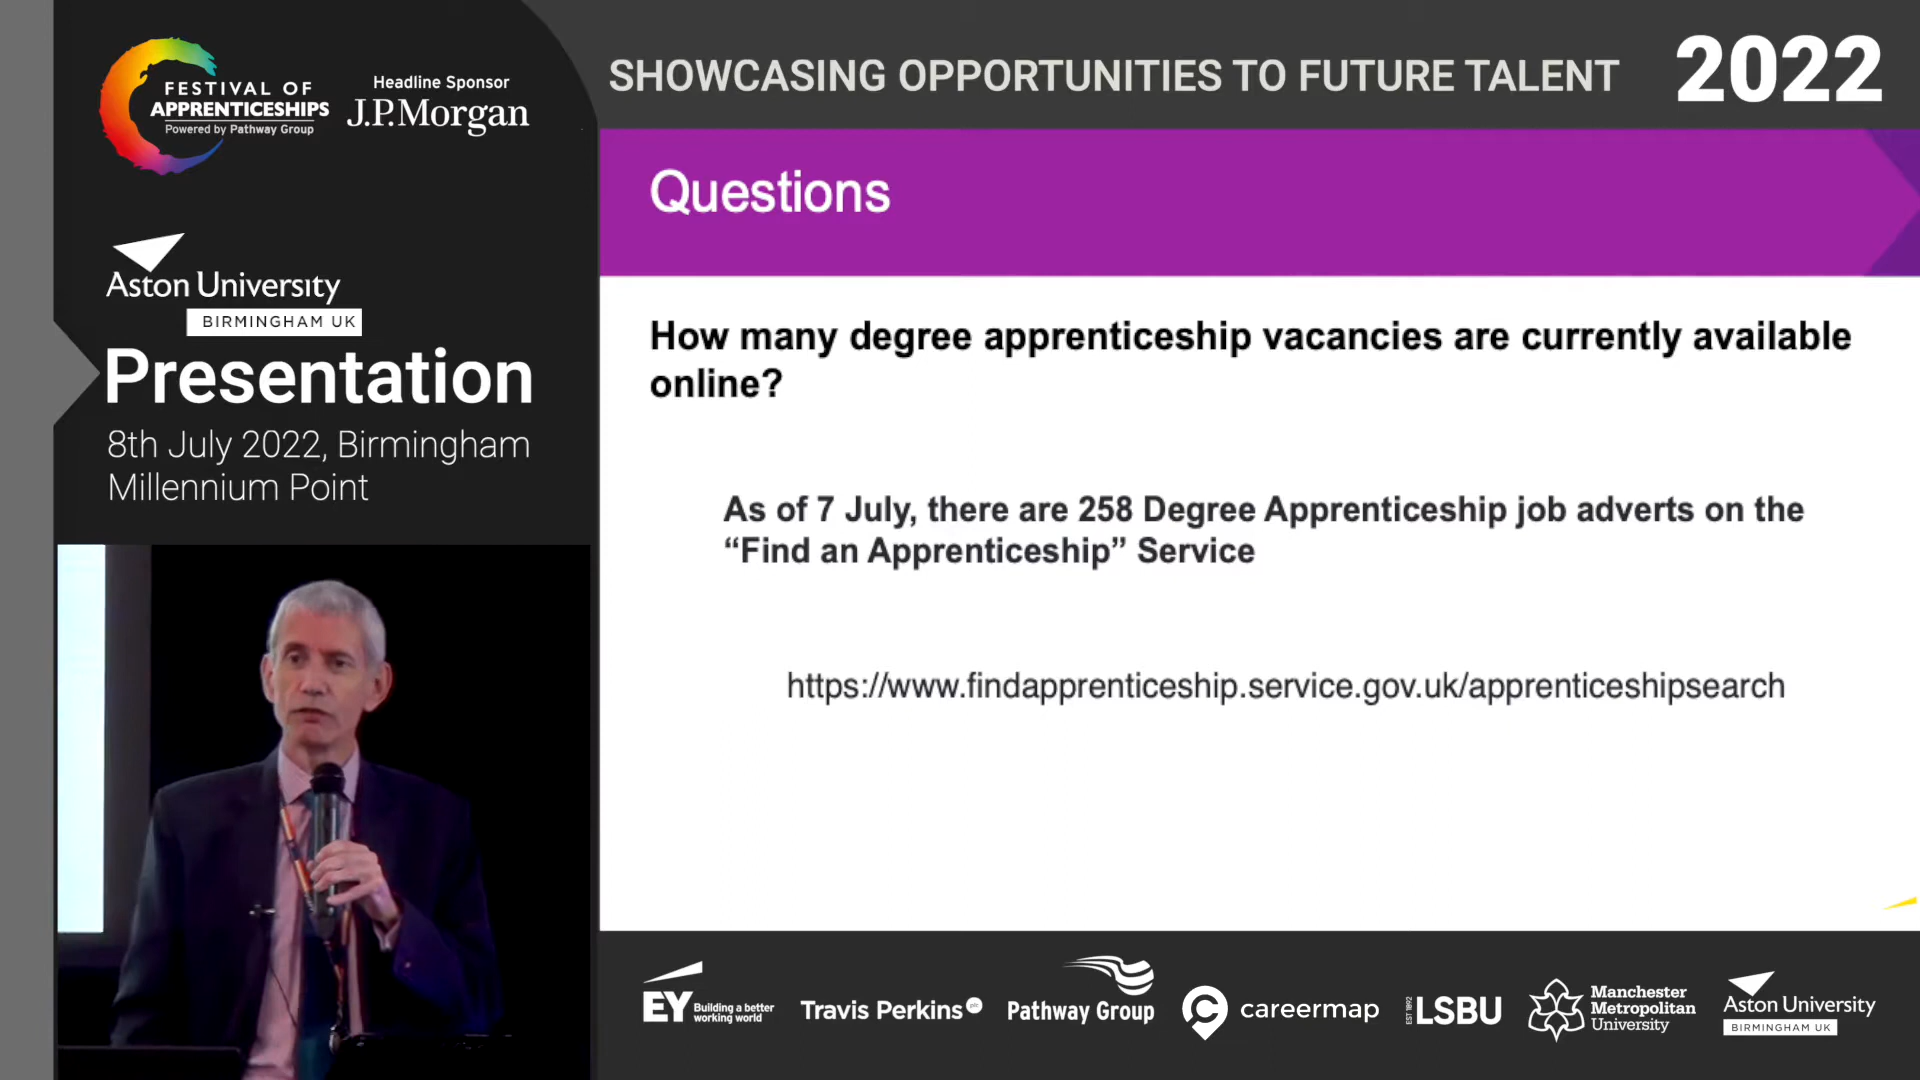 FESTIVAL OF
APPRENTICESHIPS
Powered by Pathway Group
Headline Sponsor
J.P.Morgan
SHOWCASING OPPORTUNITIES TO FUTURE TALENT
2022
Aston University
BIRMINGHAM UK
Presentation
8th July 2022, Birmingham
Millennium Point
Questions
How many degree apprenticeship vacancies are currently available
online?
As of 7 July, there are 258 Degree Apprenticeship job adverts on the
“Find an Apprenticeship” Service
https://www.findapprenticeship.service.gov.uk/apprenticeshipsearch
EY
Building a better
working world
Travis Perkins plc
Pathway Group
careermap
EST 1892
LSBU
Manchester
Metropolitan
University
Aston University
BIRMINGHAM UK